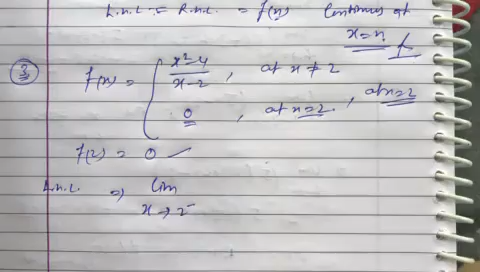 L.H.L = R.H.L = f(n) Continuous at
x = n
③ f(x) = { x²-4 / x-2 , at x ≠ 2
0 , at x = 2 , at x = 2
f(2) = 0 ✓
L.H.L. ⇒ lim
x → 2⁻